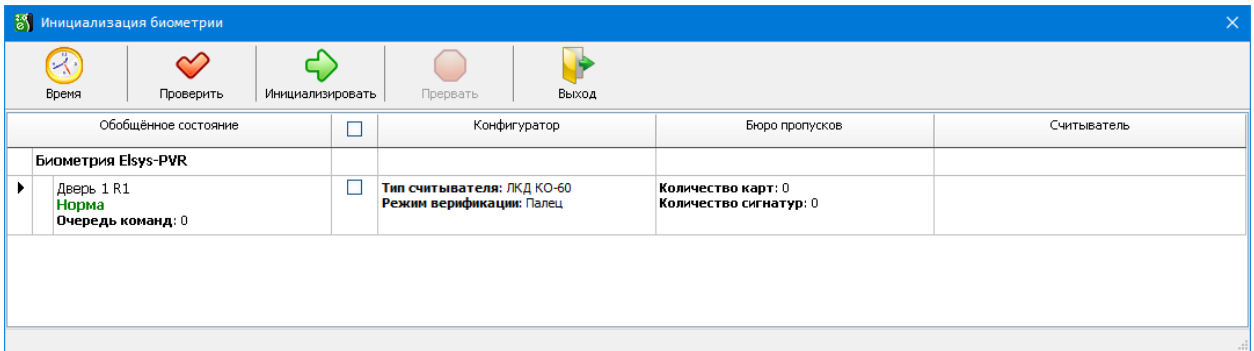 Инициализация биометрии
Время Проверить Инициализировать Прервать Выход
Обобщённое состояние Конфигуратор Бюро пропусков Считыватель
Биометрия Elsys-PVR
Дверь 1 R1 Тип считывателя: ЛКД КО-60 Количество карт: 0
Норма Режим верификации: Палец Количество сигнатур: 0
Очередь команд: 0